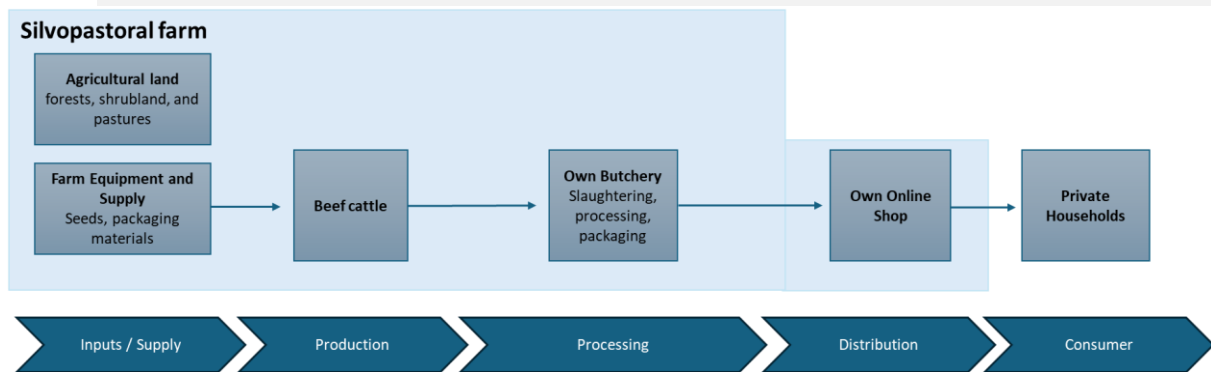 Silvopastoral farm
Agricultural land
forests, shrubland, and
pastures
Farm Equipment and
Supply
Seeds, packaging
materials
Beef cattle
Own Butchery
Slaughtering,
processing,
packaging
Own Online
Shop
Private
Households
Inputs / Supply
Production
Processing
Distribution
Consumer